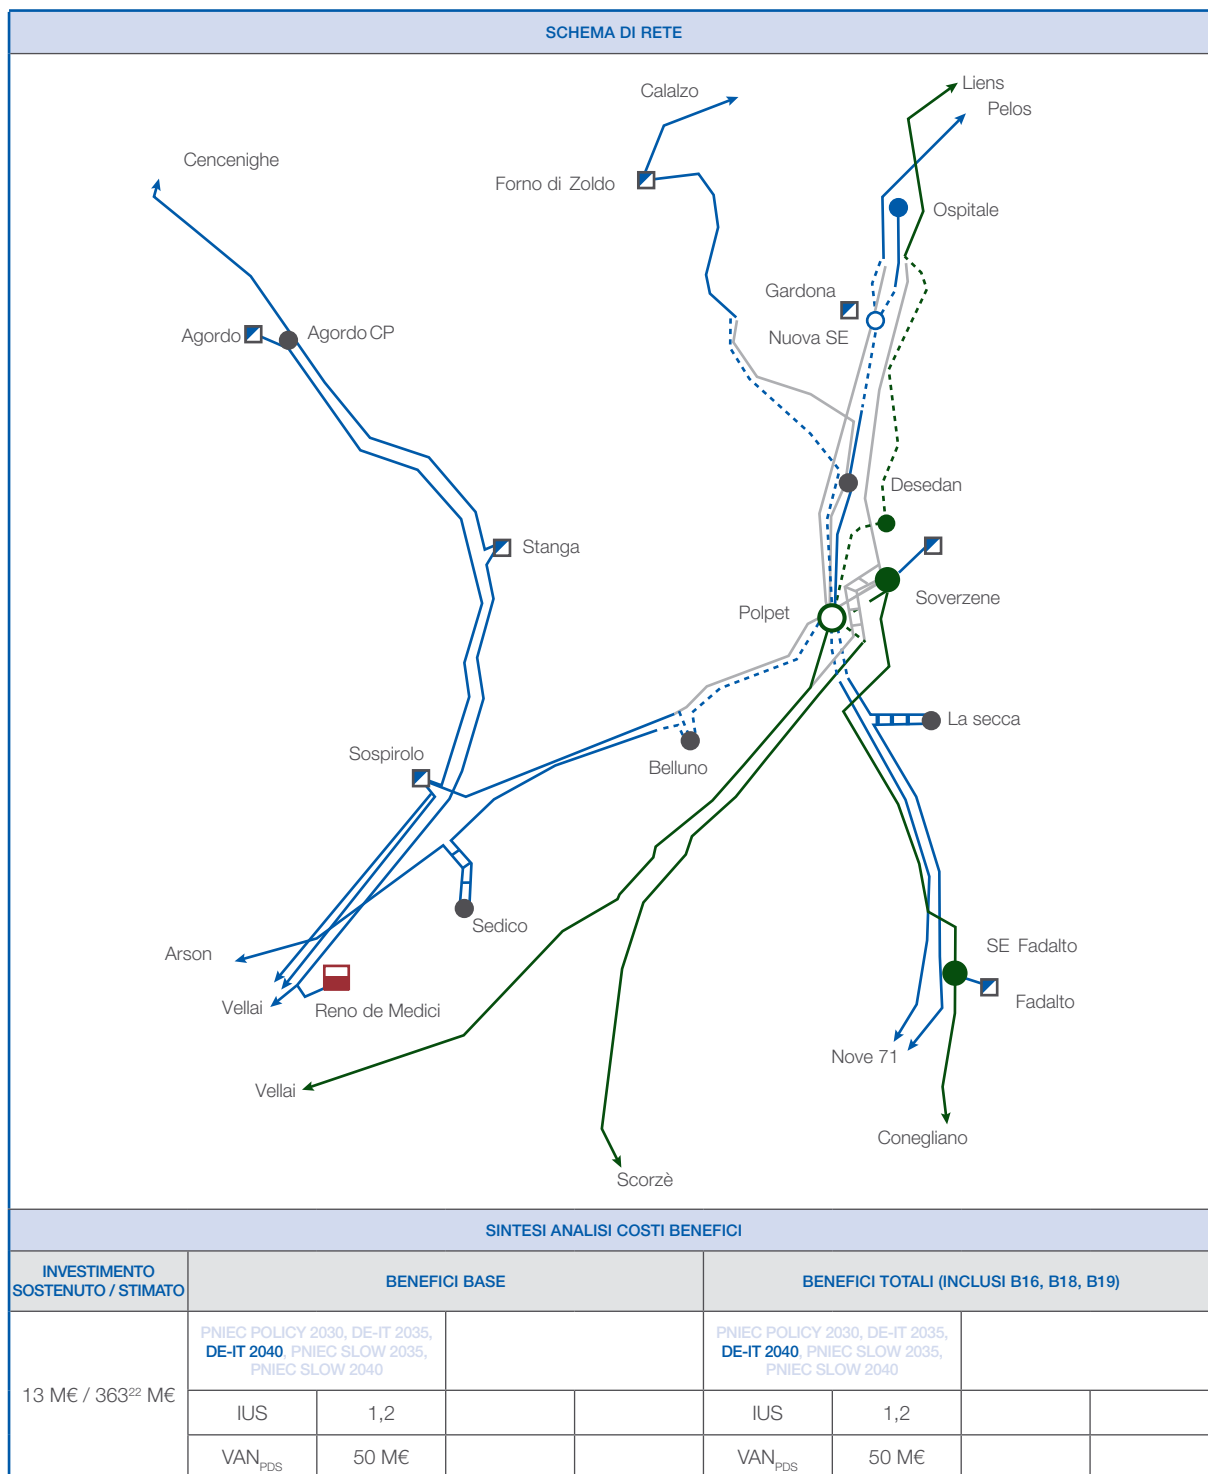 SCHEMA DI RETE
Liens
Calalzo
Pelos
Cencenighe
Forno di Zoldo
Ospitale
Gardona
Agordo
Agordo CP
Nuova SE
Desedan
Stanga
Soverzene
Polpet
La secca
Sospirolo
Belluno
Sedico
Arson
SE Fadalto
Vellai
Reno de Medici
Fadalto
Nove 71
Vellai
Conegliano
Scorzè
SINTESI ANALISI COSTI BENEFICI
INVESTIMENTO
SOSTENUTO / STIMATO
BENEFICI BASE
BENEFICI TOTALI (INCLUSI B16, B18, B19)
13 M€ / 363²² M€
PNIEC POLICY 2030, DE-IT 2035,
DE-IT 2040, PNIEC SLOW 2035,
PNIEC SLOW 2040
PNIEC POLICY 2030, DE-IT 2035,
DE-IT 2040, PNIEC SLOW 2035,
PNIEC SLOW 2040
IUS 1,2 IUS 1,2
VAN PDS 50 M€ VAN PDS 50 M€